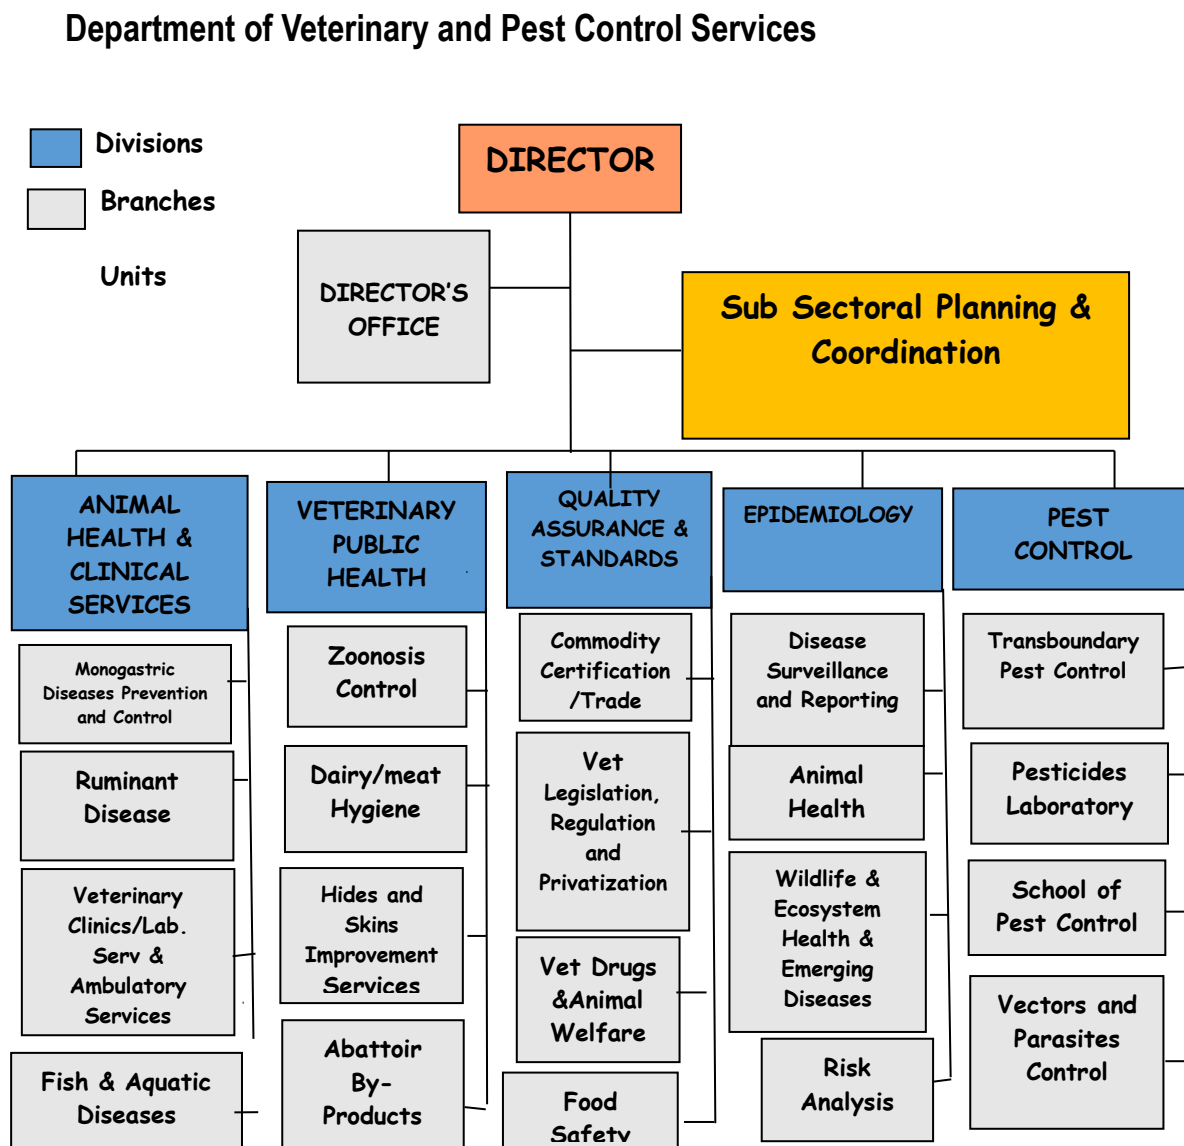 Department of Veterinary and Pest Control Services
Divisions
Branches
Units
DIRECTOR
DIRECTOR'S
OFFICE
Sub Sectoral Planning &
Coordination
ANIMAL
HEALTH &
CLINICAL
SERVICES
Monogastric
Diseases Prevention
and Control
Ruminant
Disease
Veterinary
Clinics/Lab.
Serv &
Ambulatory
Services
Fish & Aquatic
Diseases
VETERINARY
PUBLIC
HEALTH
Zoonosis
Control
Dairy/meat
Hygiene
Hides and
Skins
Improvement
Services
Abattoir
By-
Products
QUALITY
ASSURANCE &
STANDARDS
Commodity
Certification
/Trade
Vet
Legislation,
Regulation
and
Privatization
Vet Drugs
&Animal
Welfare
Food
Safety
EPIDEMIOLOGY
Disease
Surveillance
and Reporting
Animal
Health
Wildlife &
Ecosystem
Health &
Emerging
Diseases
Risk
Analysis
PEST
CONTROL
Transboundary
Pest Control
Pesticides
Laboratory
School of
Pest Control
Vectors and
Parasites
Control